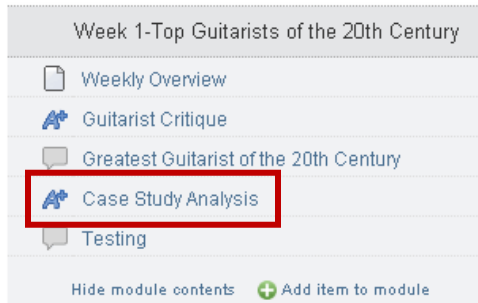 Week 1-Top Guitarists of the 20th Century
Weekly Overview
A+ Guitarist Critique
Greatest Guitarist of the 20th Century
A+ Case Study Analysis
Testing
Hide module contents Add item to module